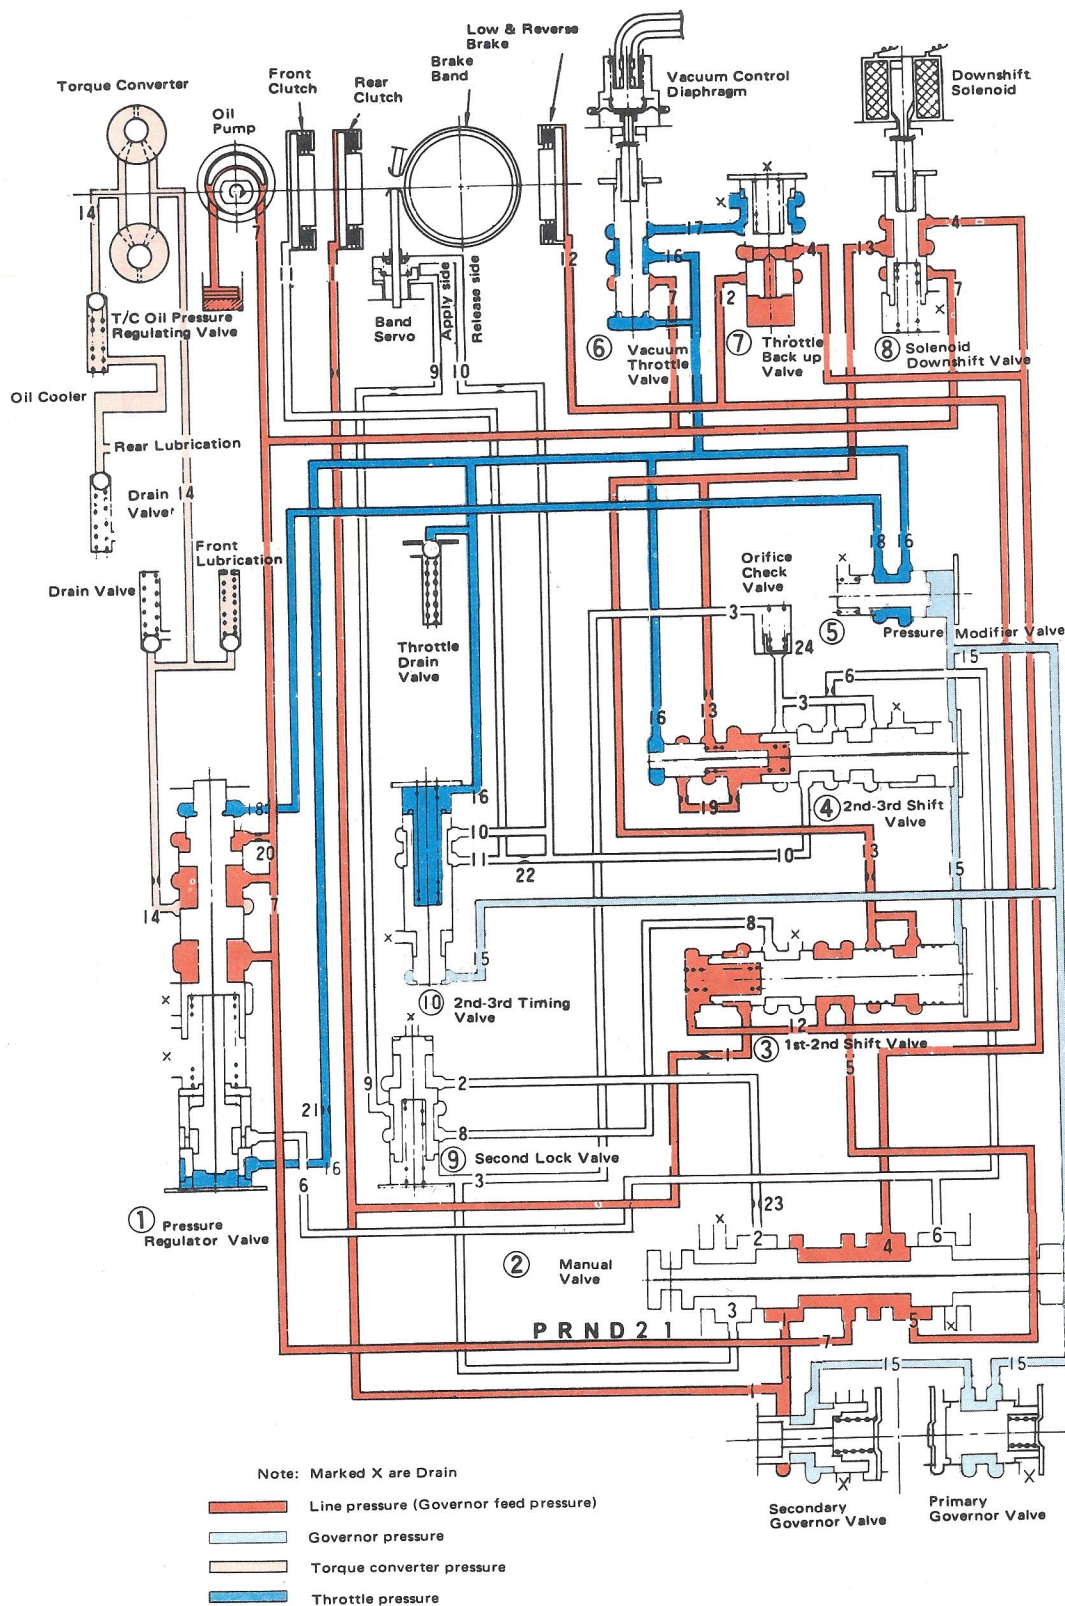 Low & Reverse
Brake
Brake
Band
Front
Clutch
Rear
Clutch
Torque Converter
Oil
Pump
Vacuum Control
Diaphragm
Downshift
Solenoid
x
14
7
11
1
12
17
16
x
4
13
4
7
12
7
x
T/C Oil Pressure
Regulating Valve
Band
Servo
Apply side
Release side
9
10
6
Vacuum
Throttle
Valve
7
Throttle
Back up
Valve
8
Solenoid
Downshift Valve
Oil Cooler
Rear Lubrication
Drain
Valve
14
Front
Lubrication
Drain Valve
Throttle
Drain
Valve
Orifice
Check
Valve
x
18
16
3
24
5
Pressure Modifier Valve
15
6
3
x
16
13
19
4
2nd-3rd Shift
Valve
18
20
7
14
16
10
11
22
10
3
15
8
x
x
15
10
2nd-3rd Timing
Valve
x
x
x
12
1
3
1st-2nd Shift Valve
5
9
2
8
9
Second Lock Valve
3
21
16
6
1
Pressure
Regulator Valve
23
2
Manual
Valve
x
2
4
6
3
1
5
x
P R N D 2 1
7
1
15
15
x
x
Note: Marked X are Drain
Line pressure (Governor feed pressure)
Governor pressure
Torque converter pressure
Throttle pressure
Secondary
Governor Valve
Primary
Governor Valve